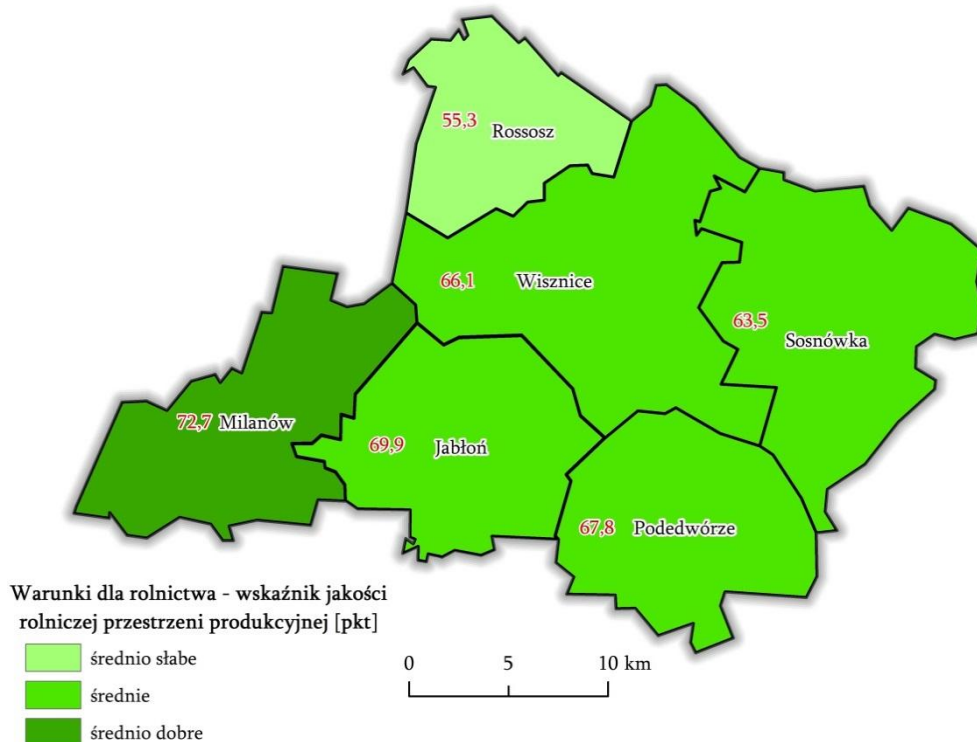 55,3
Rossosz
66,1
Wisznice
63,5
Sosnówka
72,7
Milanów
69,9
Jabłoń
67,8
Podedwórze
Warunki dla rolnictwa - wskaźnik jakości
rolniczej przestrzeni produkcyjnej [pkt]
średnio słabe
średnie
średnio dobre
0 5 10 km